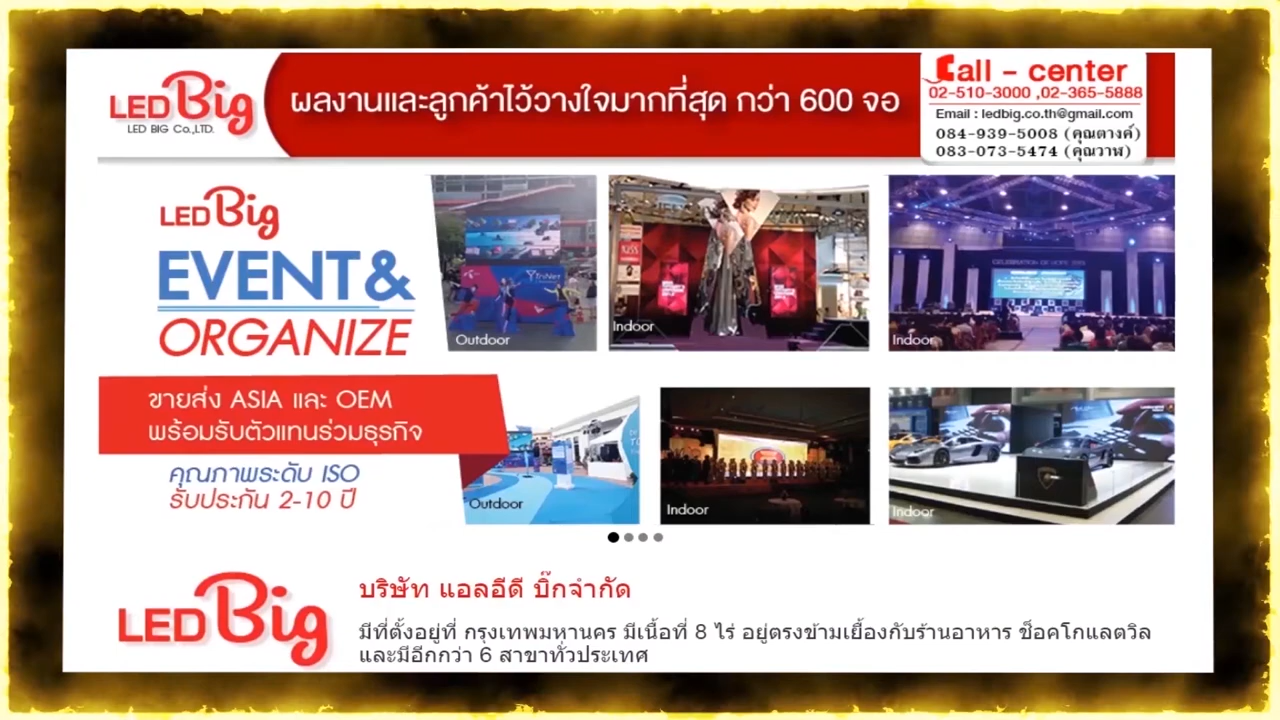 LED Big
LED BIG Co.,LTD.
ผลงานและลูกค้าไว้วางใจมากที่สุด กว่า 600 จอ
Call - center
02-510-3000 ,02-365-5888
Email : ledbig.co.th@gmail.com
084-939-5008 (คุณตางค์)
083-073-5474 (คุณวาฬ)
LED Big
EVENT&
ORGANIZE
Outdoor
Indoor
Indoor
TriNet
CELEBRATION OF HOPE
ขายส่ง ASIA และ OEM
พร้อมรับตัวแทนร่วมธุรกิจ
คุณภาพระดับ ISO
รับประกัน 2-10 ปี
Outdoor
Indoor
Indoor
LED Big
บริษัท แอลอีดี บิ๊กจำกัด
มีที่ตั้งอยู่ที่ กรุงเทพมหานคร มีเนื้อที่ 8 ไร่ อยู่ตรงข้ามเยื้องกับร้านอาหาร ช็อคโกแลตวิล
และมีอีกกว่า 6 สาขาทั่วประเทศ